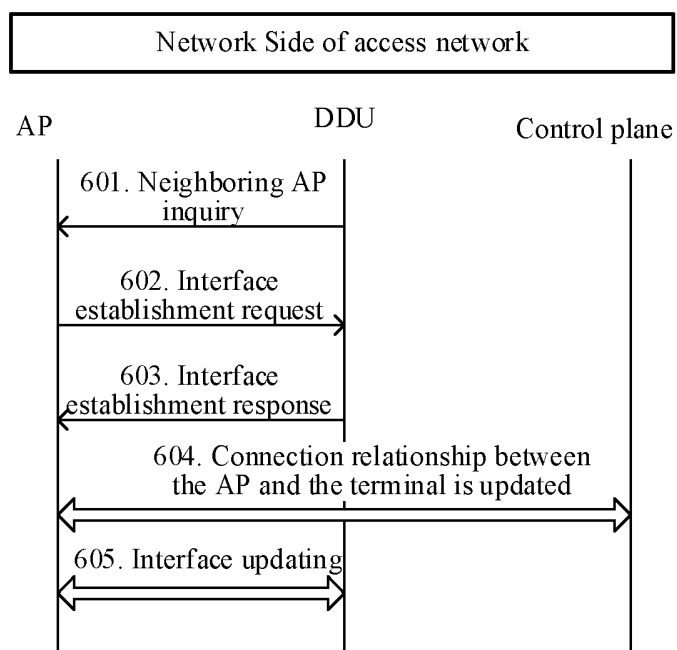 Network Side of access network
AP
DDU
Control plane
601. Neighboring AP
inquiry
602. Interface
establishment request
603. Interface
establishment response
604. Connection relationship between
the AP and the terminal is updated
605. Interface updating